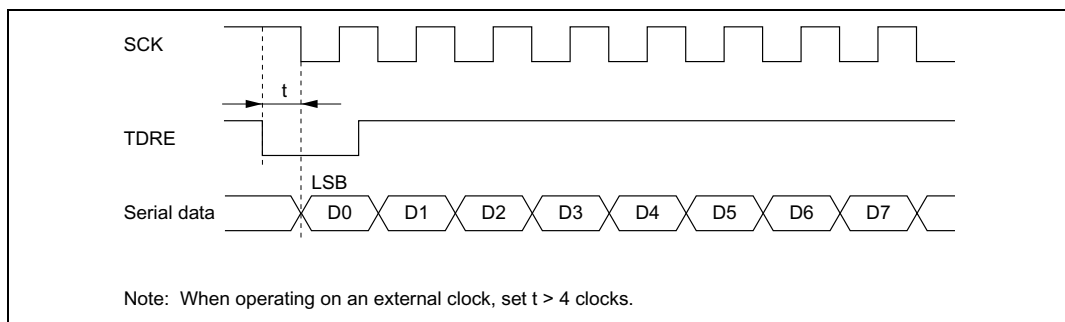 SCK
t
TDRE
LSB
Serial data D0 D1 D2 D3 D4 D5 D6 D7
Note: When operating on an external clock, set t > 4 clocks.